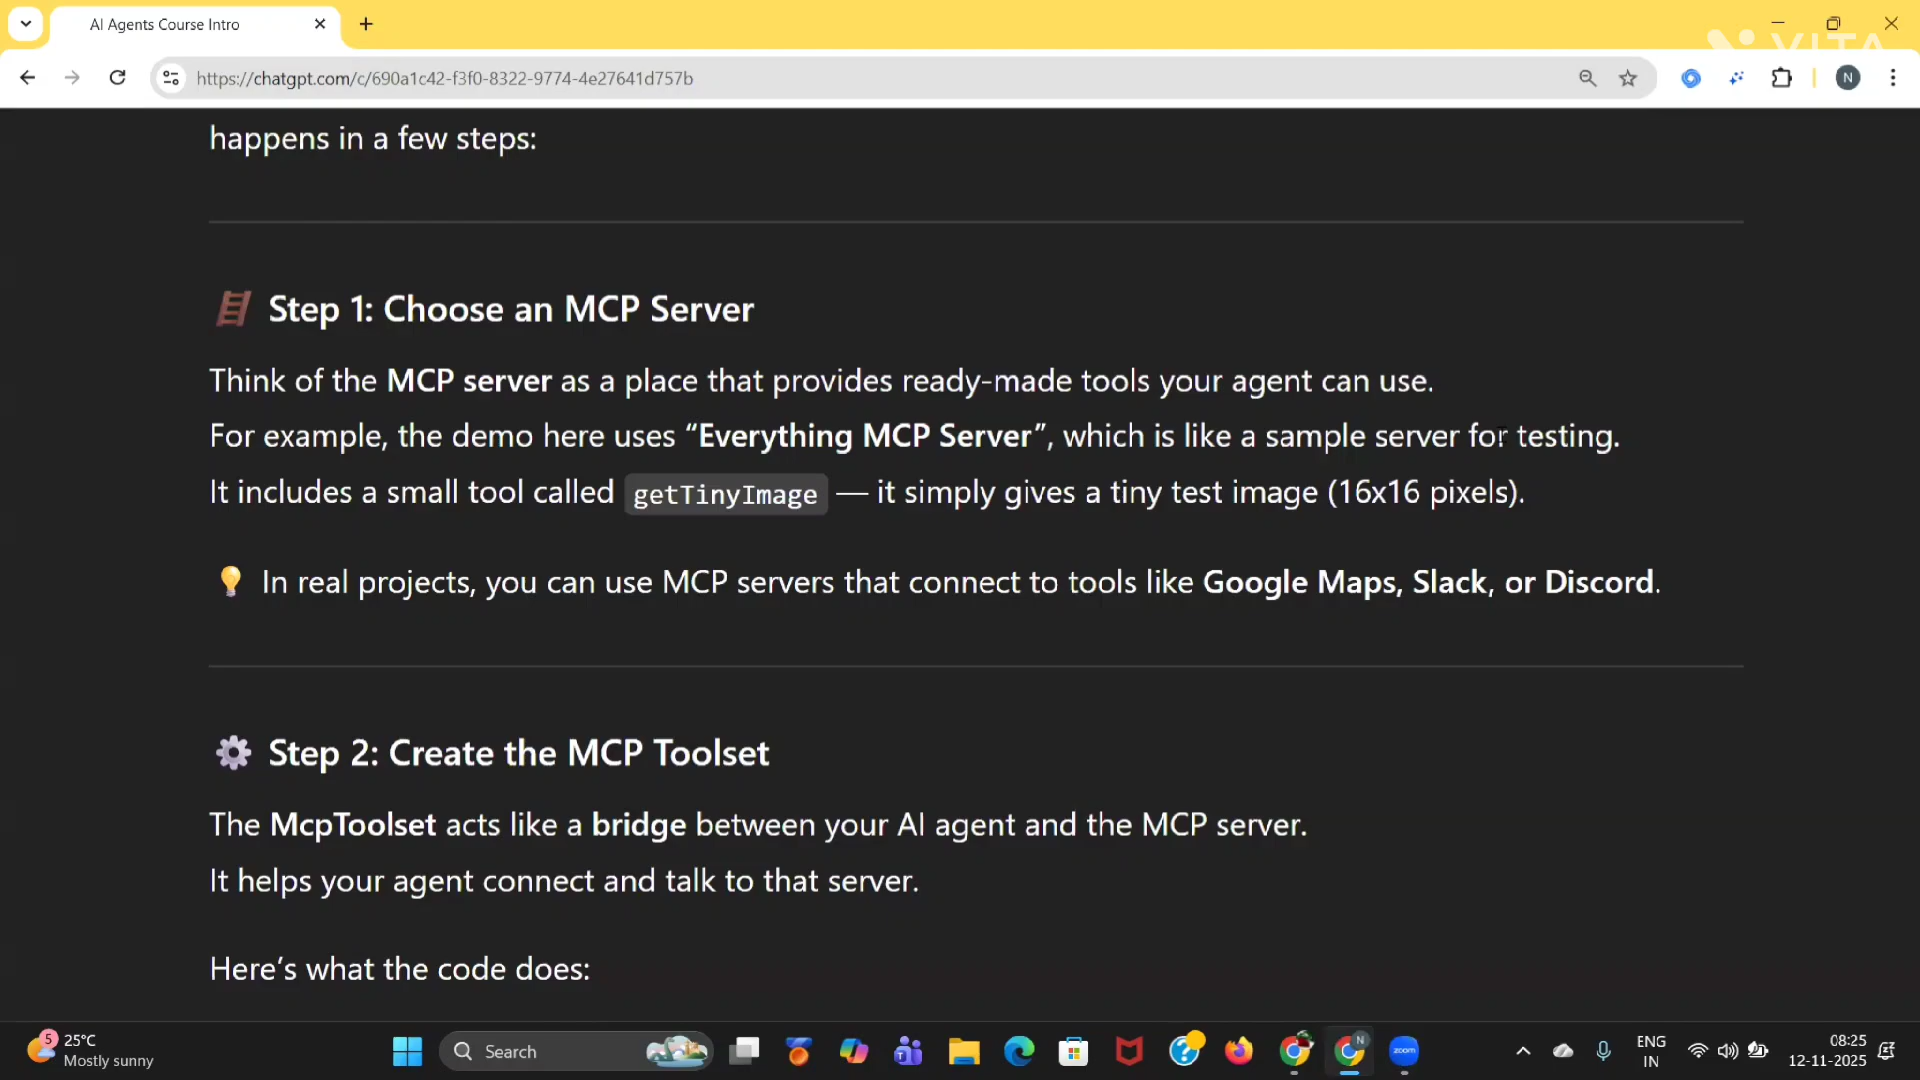 AI Agents Course Intro
VITA
https://chatgpt.com/c/690a1c42-f3f0-8322-9774-4e27641d757b
N
happens in a few steps:
Step 1: Choose an MCP Server
Think of the MCP server as a place that provides ready-made tools your agent can use.
For example, the demo here uses “Everything MCP Server”, which is like a sample server for testing.
It includes a small tool called getTinyImage — it simply gives a tiny test image (16x16 pixels).
In real projects, you can use MCP servers that connect to tools like Google Maps, Slack, or Discord.
Step 2: Create the MCP Toolset
The McpToolset acts like a bridge between your AI agent and the MCP server.
It helps your agent connect and talk to that server.
Here’s what the code does:
5
25°C
Mostly sunny
Search
N
zoom
ENG
IN
08:25
12-11-2025